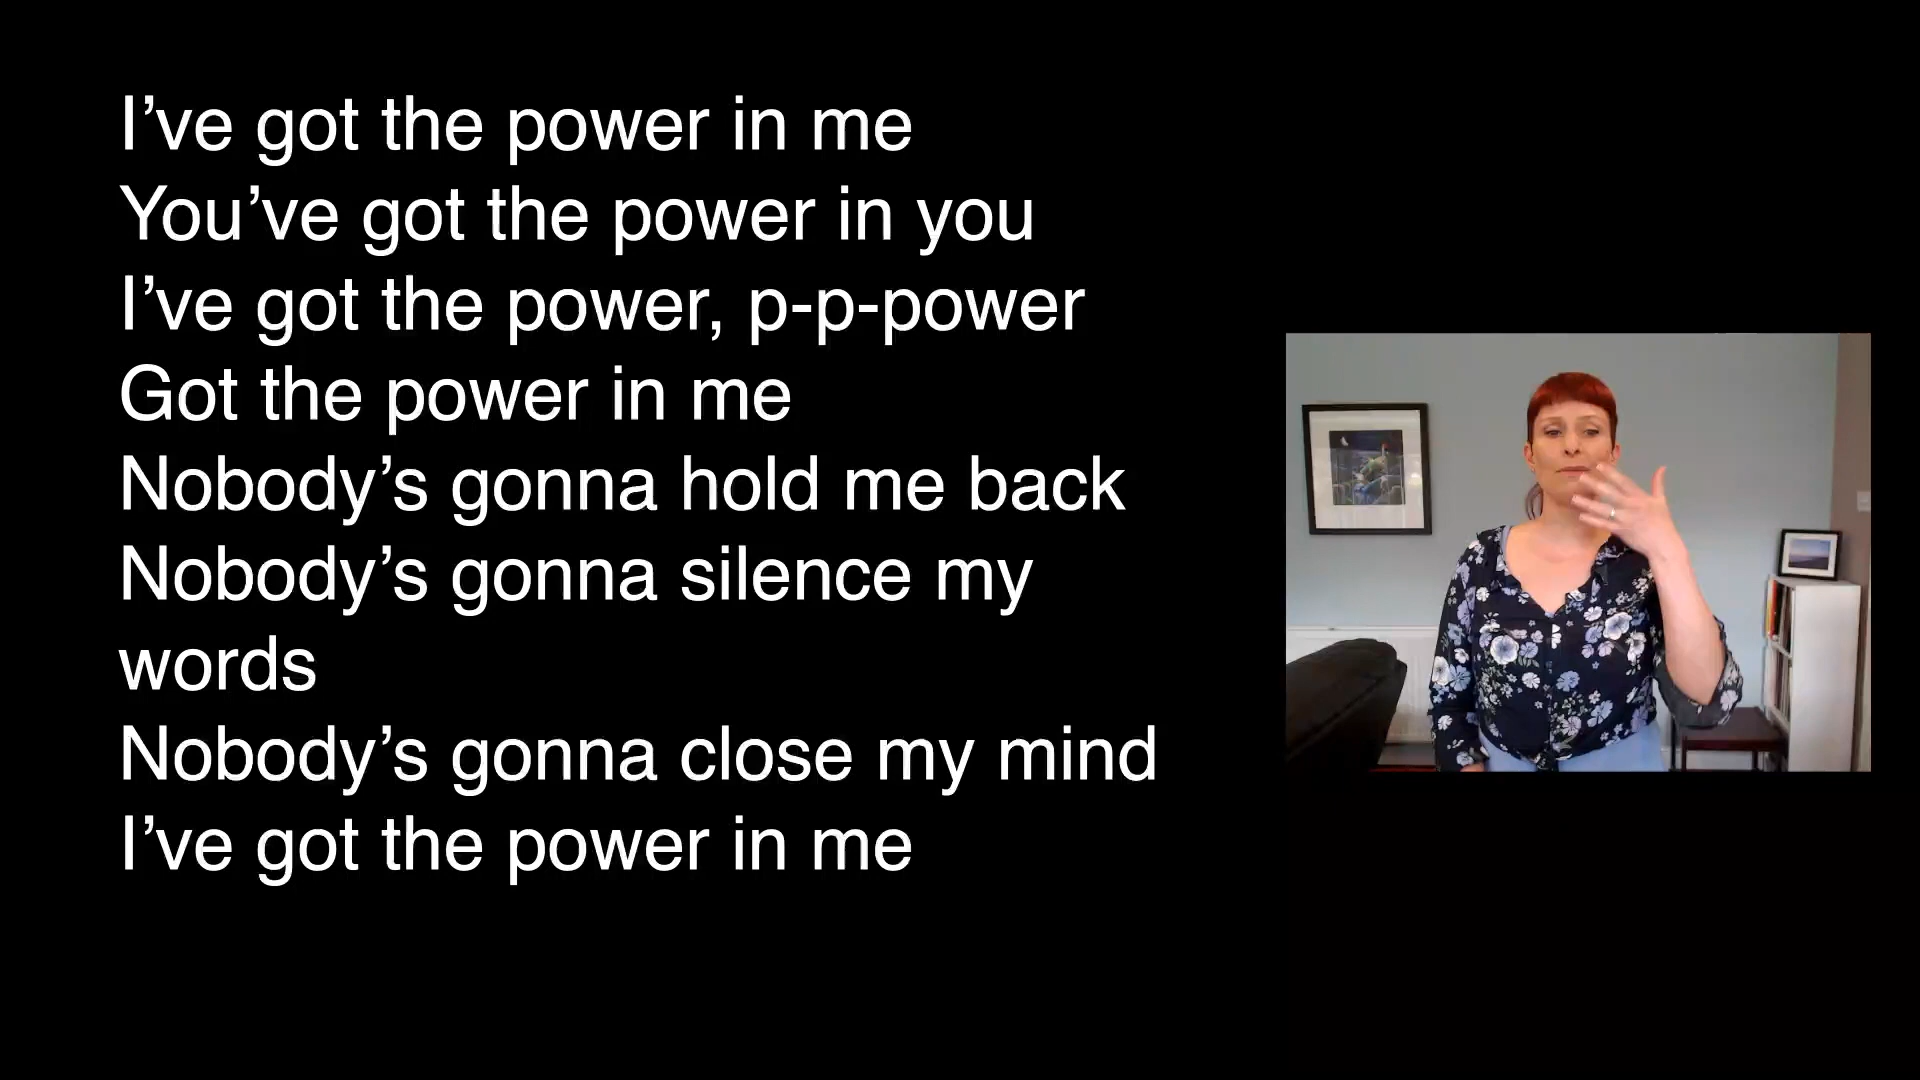 I’ve got the power in me
You’ve got the power in you
I’ve got the power, p-p-power
Got the power in me
Nobody’s gonna hold me back
Nobody’s gonna silence my
words
Nobody’s gonna close my mind
I’ve got the power in me